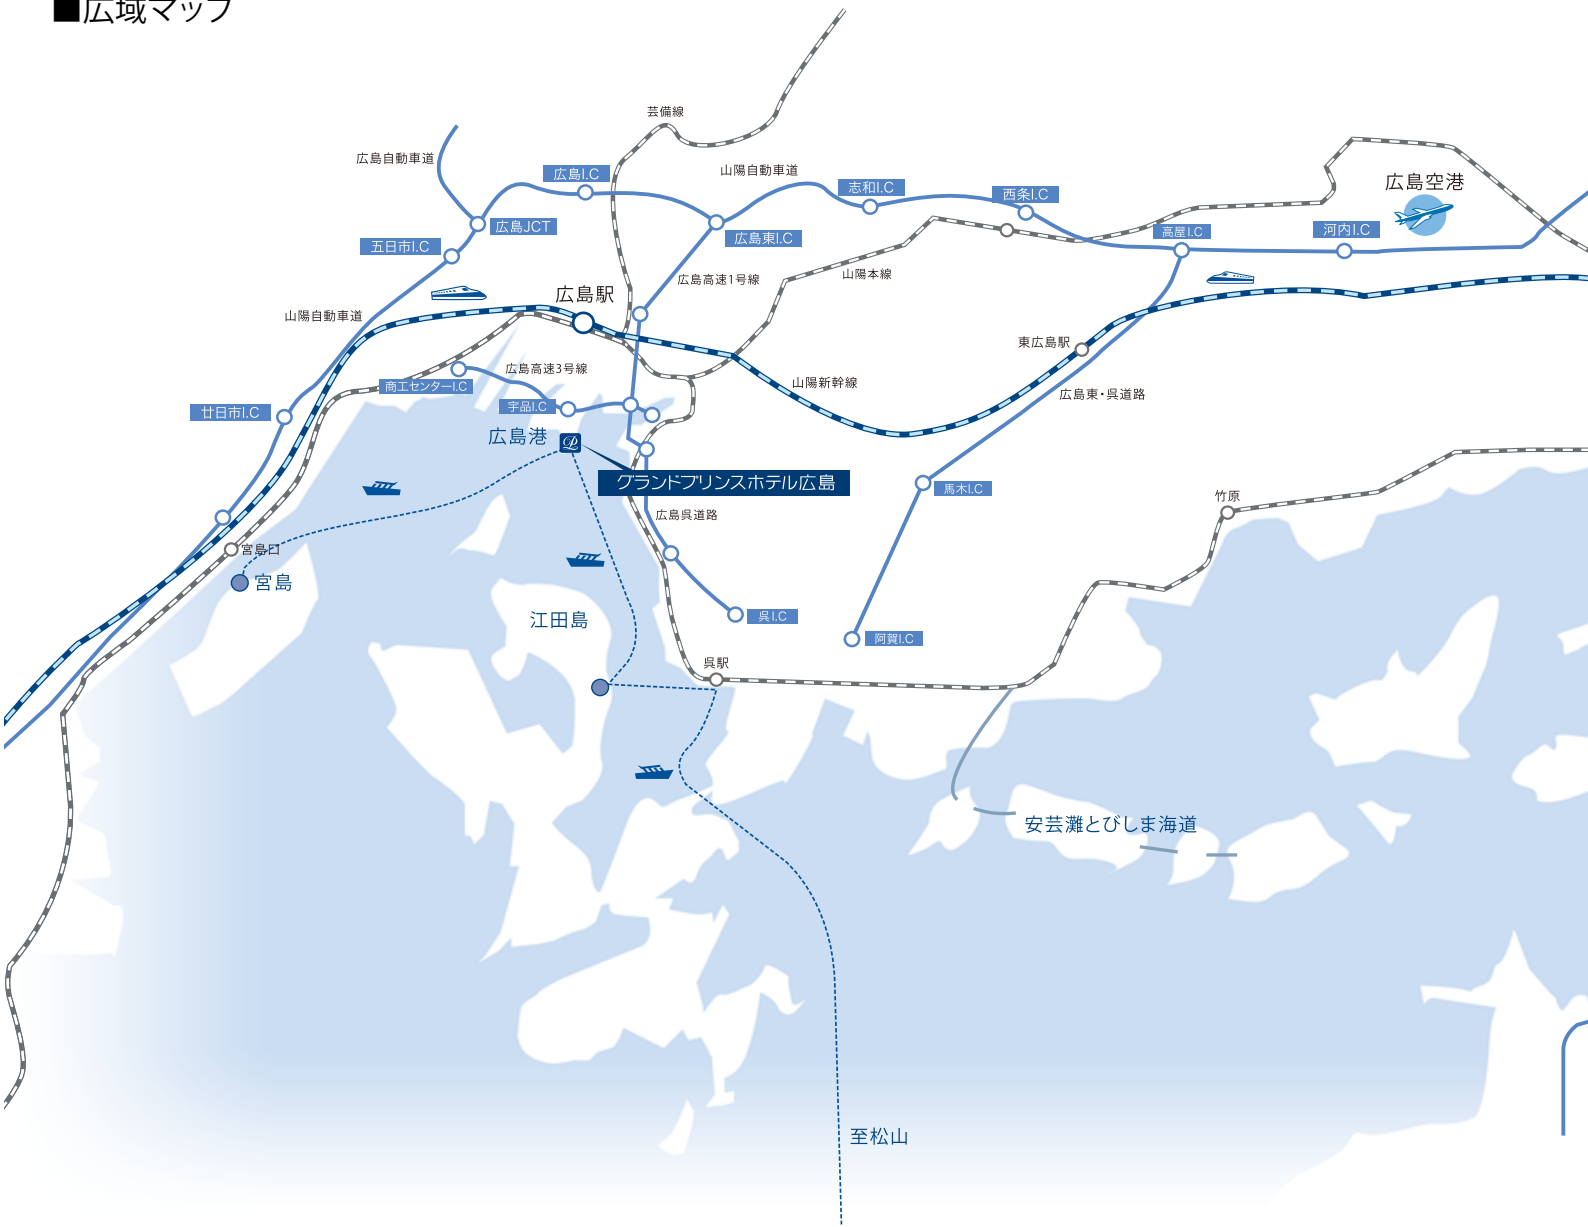 ■広域マップ
芸備線
広島自動車道
広島I.C
山陽自動車道
志和I.C
西条I.C
広島空港
広島JCT
広島東I.C
高屋I.C
河内I.C
五日市I.C
山陽本線
広島高速1号線
広島駅
山陽自動車道
東広島駅
広島高速3号線
山陽新幹線
商工センターI.C
広島東・呉道路
宇品I.C
廿日市I.C
広島港
グランドプリンスホテル広島
馬木I.C
竹原
広島呉道路
宮島口
宮島
江田島
呉I.C
阿賀I.C
呉駅
安芸灘とびしま海道
至松山